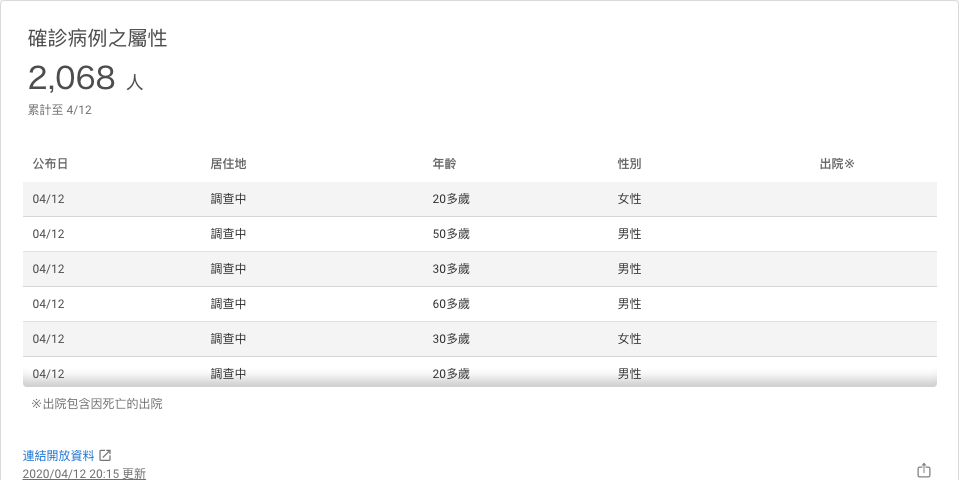 確診病例之屬性
2,068 人
累計至 4/12
公布日 居住地 年齡 性別 出院※
04/12 調查中 20多歲 女性
04/12 調查中 50多歲 男性
04/12 調查中 30多歲 男性
04/12 調查中 60多歲 男性
04/12 調查中 30多歲 女性
04/12 調查中 20多歲 男性
※出院包含因死亡的出院
連結開放資料
2020/04/12 20:15 更新